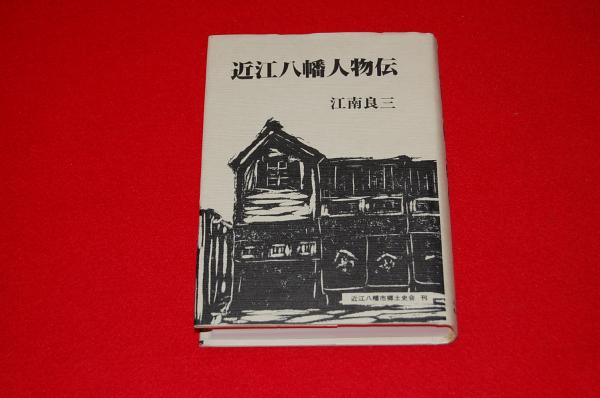 近江八幡人物伝
江南良三
近江八幡市郷土史会 刊